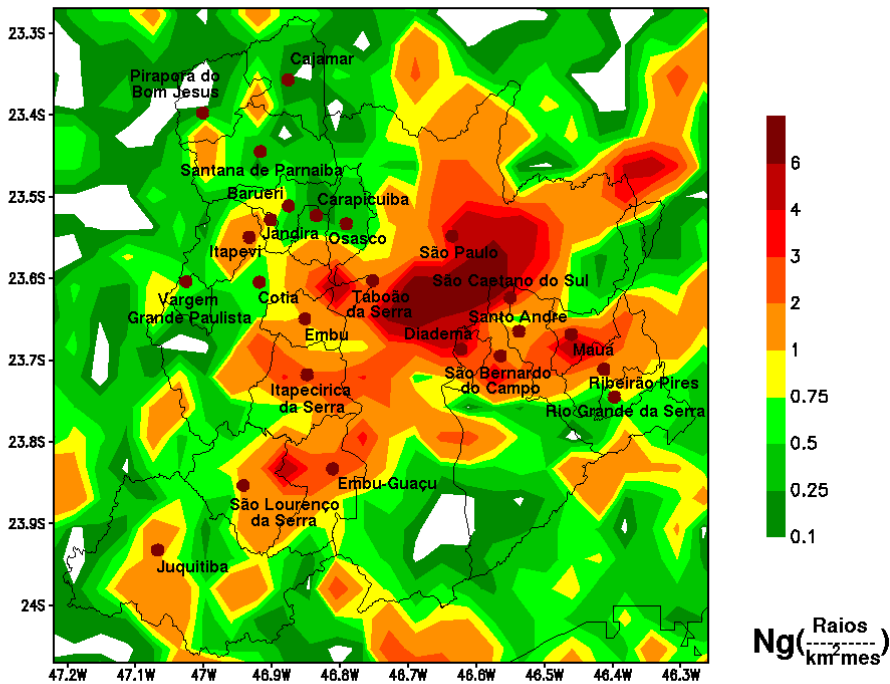 23.3S
Cajamar
Pirapora do
Bom Jesus
23.4S
Santana de Parnaiba
23.5S
Barueri
Carapicuiba
Jandira
Osasco
Itapevi
São Paulo
23.6S
São Caetano do Sul
Vargem
Grande Paulista
Cotia
Taboão
da Serra
Santo Andre
Embu
Diadema
Mauá
23.7S
São Bernardo
do Campo
Ribeirão Pires
Itapecirica
da Serra
Rio Grande da Serra
23.8S
Embu-Guaçu
São Lourenço
da Serra
23.9S
Juquitiba
24S
47.2W 47.1W 47W 46.9W 46.8W 46.7W 46.6W 46.5W 46.4W 46.3W
6
4
3
2
1
0.75
0.5
0.25
0.1
Ng(Raios
---------
km²mes)